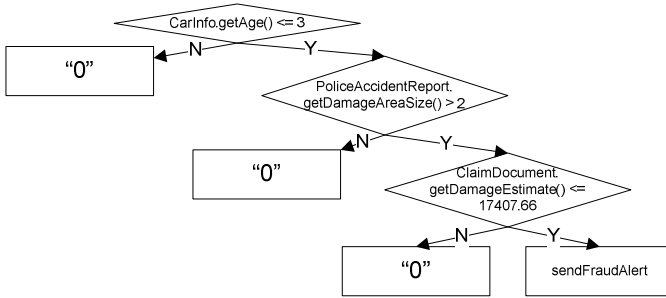 CarInfo.getAge() <= 3
N
Y
“0”
PoliceAccidentReport.
getDamageAreaSize() > 2
N
Y
“0”
ClaimDocument.
getDamageEstimate() <=
17407.66
N
Y
“0”
sendFraudAlert